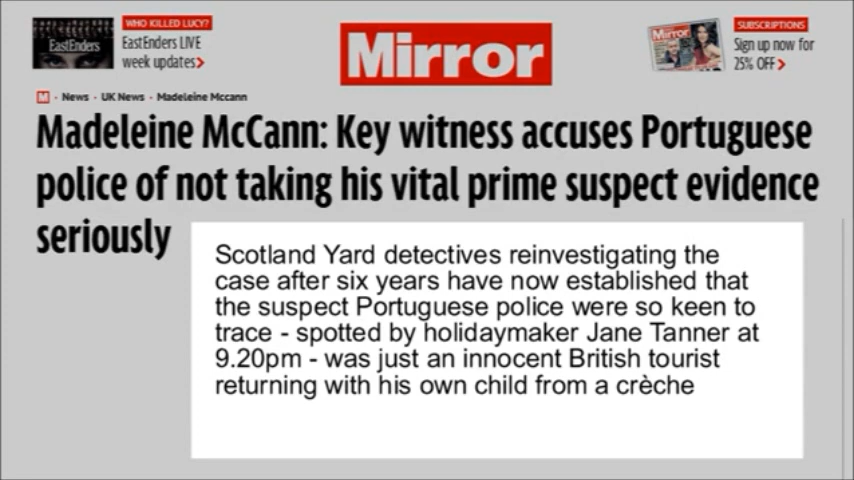 WHO KILLED LUCY?
EastEnders
EastEnders LIVE
week updates>
Mirror
Mirror
SUBSCRIPTIONS
Sign up now for
25% OFF >
M · News · UK News · Madeleine Mccann
Madeleine McCann: Key witness accuses Portuguese
police of not taking his vital prime suspect evidence
seriously
Scotland Yard detectives reinvestigating the
case after six years have now established that
the suspect Portuguese police were so keen to
trace - spotted by holidaymaker Jane Tanner at
9.20pm - was just an innocent British tourist
returning with his own child from a crèche